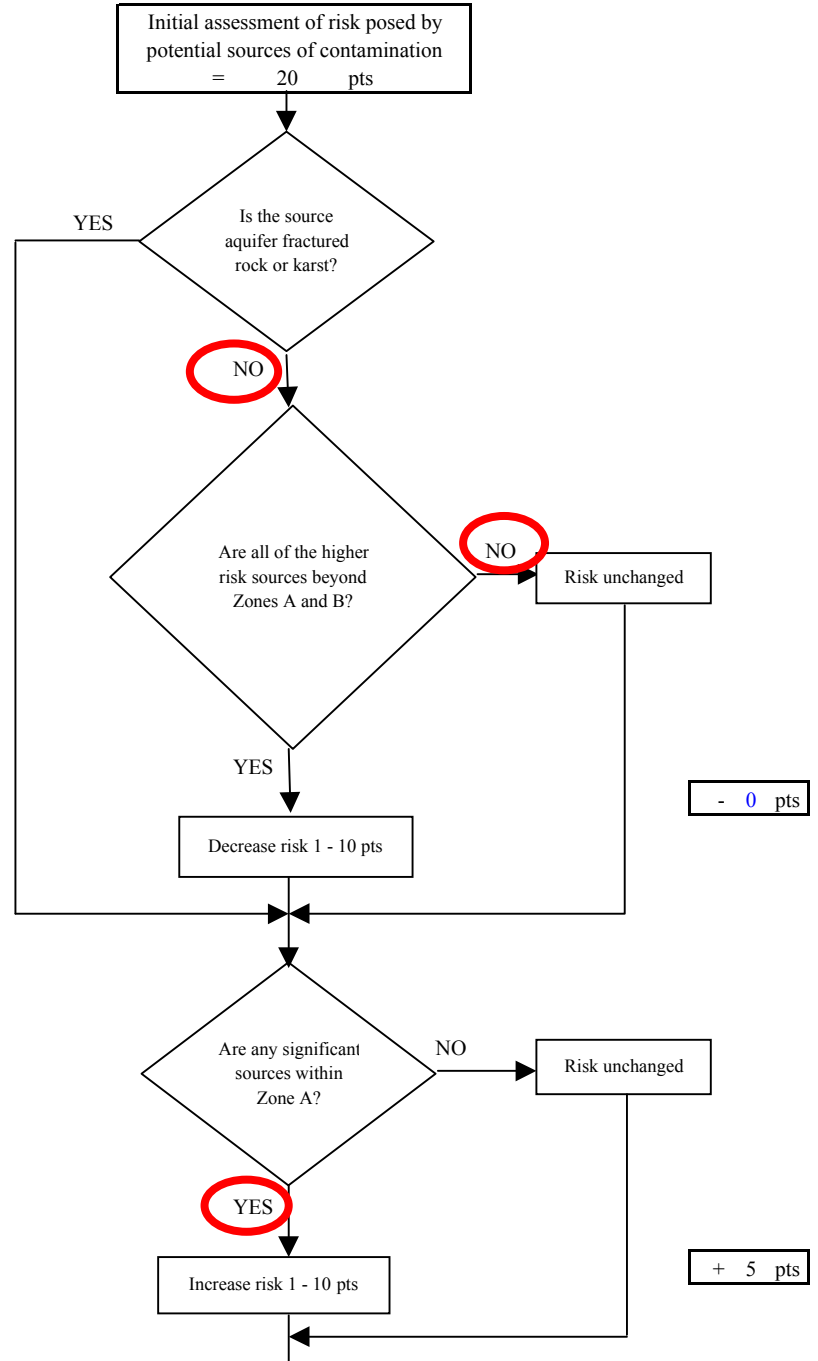 Initial assessment of risk posed by
potential sources of contamination
= 20 pts
YES
Is the source
aquifer fractured
rock or karst?
NO
Are all of the higher
risk sources beyond
Zones A and B?
NO
Risk unchanged
YES
- 0 pts
Decrease risk 1 - 10 pts
Are any significant
sources within
Zone A?
NO
Risk unchanged
YES
+ 5 pts
Increase risk 1 - 10 pts